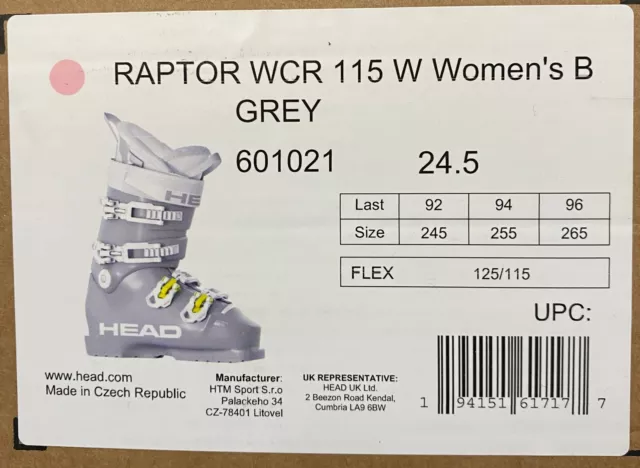 RAPTOR WCR 115 W Women's B
GREY
601021 24.5
HEAD
HEAD
Last 92 94 96
Size 245 255 265
FLEX 125/115
UPC:
www.head.com
Made in Czech Republic
Manufacturer:
HTM Sport S.r.o
Palackeho 34
CZ-78401 Litovel
UK REPRESENTATIVE:
HEAD UK Ltd.
2 Beezon Road Kendal,
Cumbria LA9 6BW
1 94151 61717 7